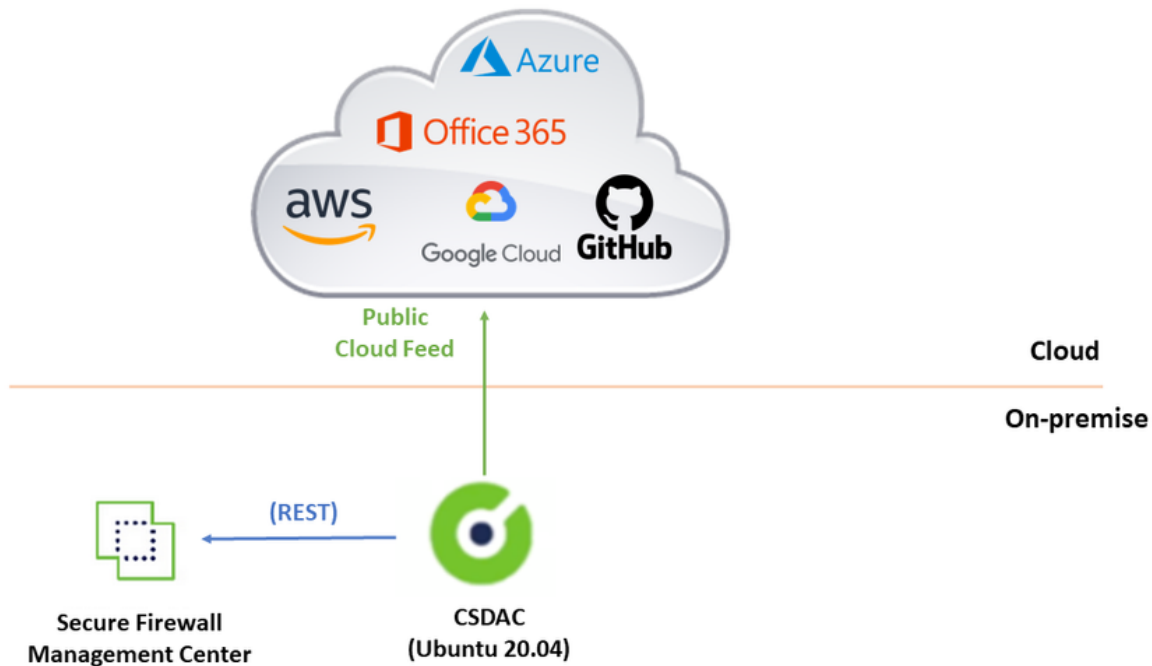 Azure
Office 365
aws
Google Cloud
GitHub
Public
Cloud Feed
Cloud
On-premise
(REST)
CSDAC
(Ubuntu 20.04)
Secure Firewall
Management Center